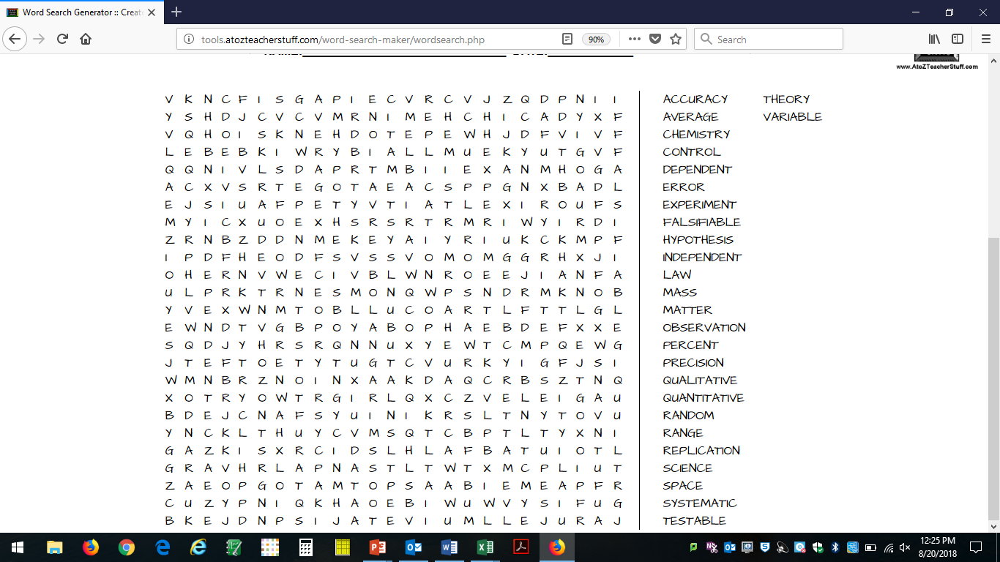 Word Search Generator :: Creat
tools.atozteacherstuff.com/word-search-maker/wordsearch.php
90%
Search
www.AtoZTeacherStuff.com
V K N C F I S G A P I E C V R C V J Z Q D P N I I ACCURACY THEORY
Y S H D J C V C V M R N I M E H C H I C A D Y X F AVERAGE VARIABLE
V Q H O I S K N E H D O T E P E W H J D F V I V F CHEMISTRY
L E B E B K I W R Y B I A L L M U E K Y U T G V F CONTROL
Q Q N I V L S D A P R T M B I I E X A N M H O G A DEPENDENT
A C X V S R T E G O T A E A C S P P G N X B A D L ERROR
E J S I U A F P E T Y V T I A T L E X I R O U F S EXPERIMENT
M Y I C X U O E X H S R S R T R M R I W Y I R D I FALSIFIABLE
Z R N B Z D D N M E K E Y A I Y R I U K C K M P F HYPOTHESIS
I P D F H E O D F S V S S V O M O M G G R H X J I INDEPENDENT
O H E R N V W E C I V B L W N R O E E J I A N F A LAW
U L P R K T R N E S M O N Q W P S N D R M K N O B MASS
Y V E X W N M T O B L L U C O A R T L F T T L G L MATTER
E W N D T V G B P O Y A B O P H A E B D E F X X E OBSERVATION
S Q D J Y H R S R Q N N U X Y E W T C M P Q E W G PERCENT
J T E F T O E T Y T U G T C V U R K Y I G F J S I PRECISION
W M N B R Z N O I N X A A K D A Q C R B S Z T N Q QUALITATIVE
X O T R Y O W T R G I R L Q X C Z V E L E I G A U QUANTITATIVE
B D E J C N A F S Y U I N I K R S L T N Y T O V U RANDOM
Y N C K L T H U Y C V M S Q T C B P T L T Y X N I RANGE
G A Z K I S X R C I D S L H L A F B A T U I O T L REPLICATION
G R A V H R L A P N A S T L T W T X M C P L I U T SCIENCE
Z A E O P G O T A M T O P S A A B I E M E A P F R SPACE
C U Z Y P N I Q K H A O E B I W U W V Y S I F U G SYSTEMATIC
B K E J D N P S I J A T E V I U M L L E J U R A J TESTABLE
12:25 PM
8/20/2018